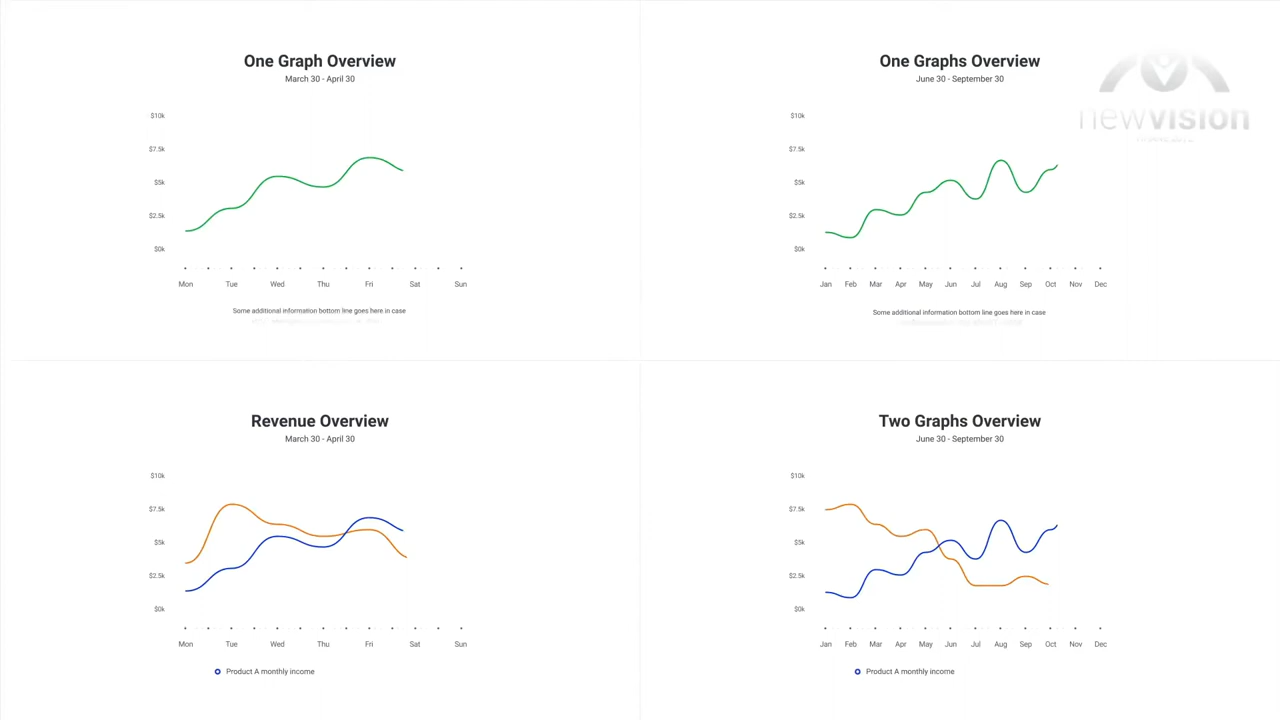 One Graph Overview
March 30 - April 30
$10k
$7.5k
$5k
$2.5k
$0k
Mon Tue Wed Thu Fri Sat Sun
Some additional information bottom line goes here in case
One Graphs Overview
June 30 - September 30
newvision
$10k
$7.5k
$5k
$2.5k
$0k
Jan Feb Mar Apr May Jun Jul Aug Sep Oct Nov Dec
Some additional information bottom line goes here in case
Revenue Overview
March 30 - April 30
$10k
$7.5k
$5k
$2.5k
$0k
Mon Tue Wed Thu Fri Sat Sun
Product A monthly income
Two Graphs Overview
June 30 - September 30
$10k
$7.5k
$5k
$2.5k
$0k
Jan Feb Mar Apr May Jun Jul Aug Sep Oct Nov Dec
Product A monthly income